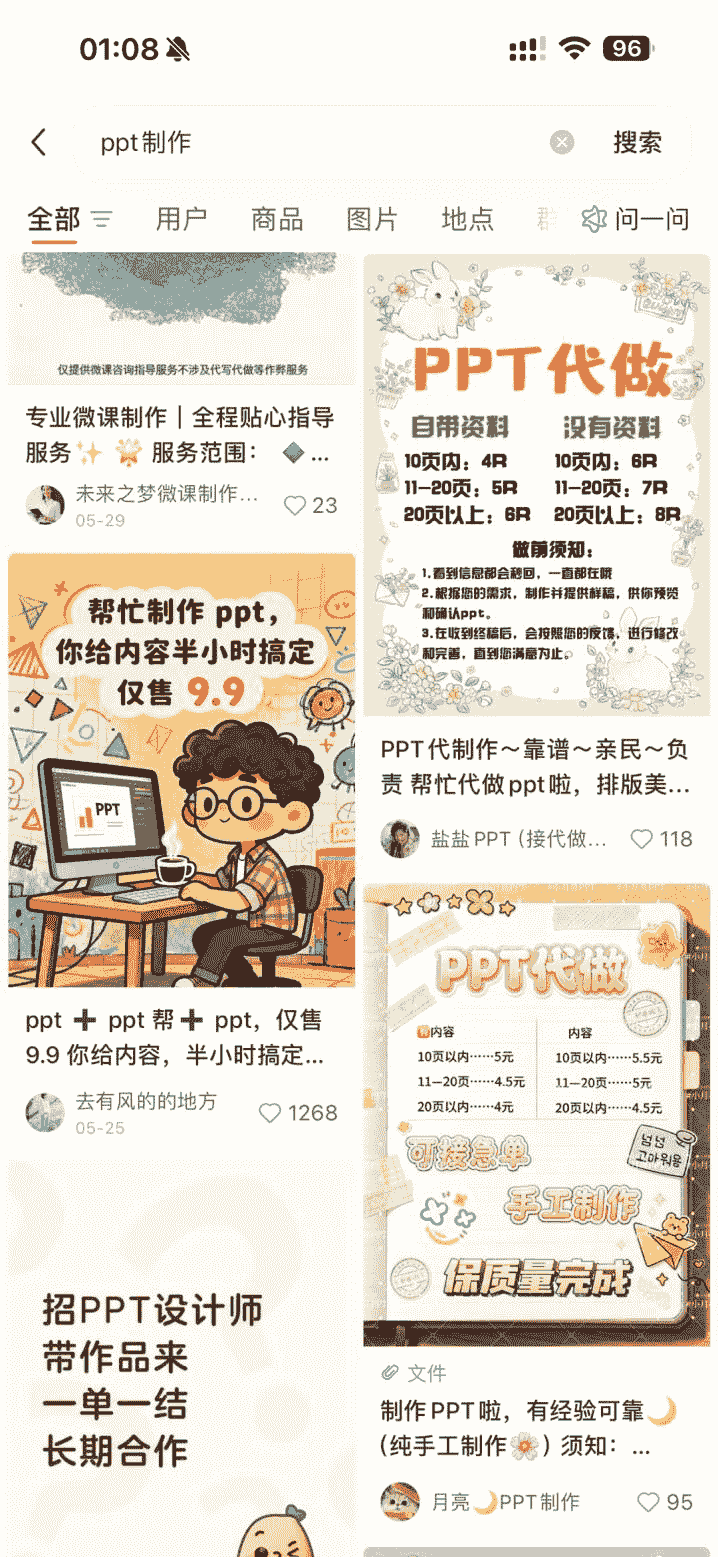 01:08
96
ppt制作
搜索
全部
用户
商品
图片
地点
群
问一问
仅提供微课咨询指导服务不涉及代写代做等作弊服务
专业微课制作｜全程贴心指导
服务✨ 🌟 服务范围： 🔷 ...
未来之梦微课制作...
05-29
23
帮忙制作 ppt，
你给内容半小时搞定
仅售 9.9
PPT
ppt ➕ ppt 帮➕ ppt，仅售
9.9 你给内容，半小时搞定...
去有风的的地方
05-25
1268
招PPT设计师
带作品来
一单一结
长期合作
PPT代做
自带资料 没有资料
10页内：4R 10页内：6R
11—20页：5R 11—20页：7R
20页以上：6R 20页以上：8R
做前须知：
1.看到信息都会秒回，一直都在哦
2.根据您的需求，制作并提供样稿，供你预览
和确认ppt。
3.在收到终稿后，会按照您的反馈，进行修改
和完善，直到您满意为止。
PPT代制作～靠谱～亲民～负
责 帮忙代做ppt啦，排版美...
盐盐PPT（接代做...
118
PPT代做
有内容 内容
10页以内······5元 10页以内······5.5元
11—20页······4.5元 11—20页······5元
20页以内······4元 20页以内······4.5元
可接急单
넘넌
고마워용
手工制作
保质量完成
文件
制作PPT啦，有经验可靠🌙
(纯手工制作🌸) 须知：...
月亮🌙PPT制作
95